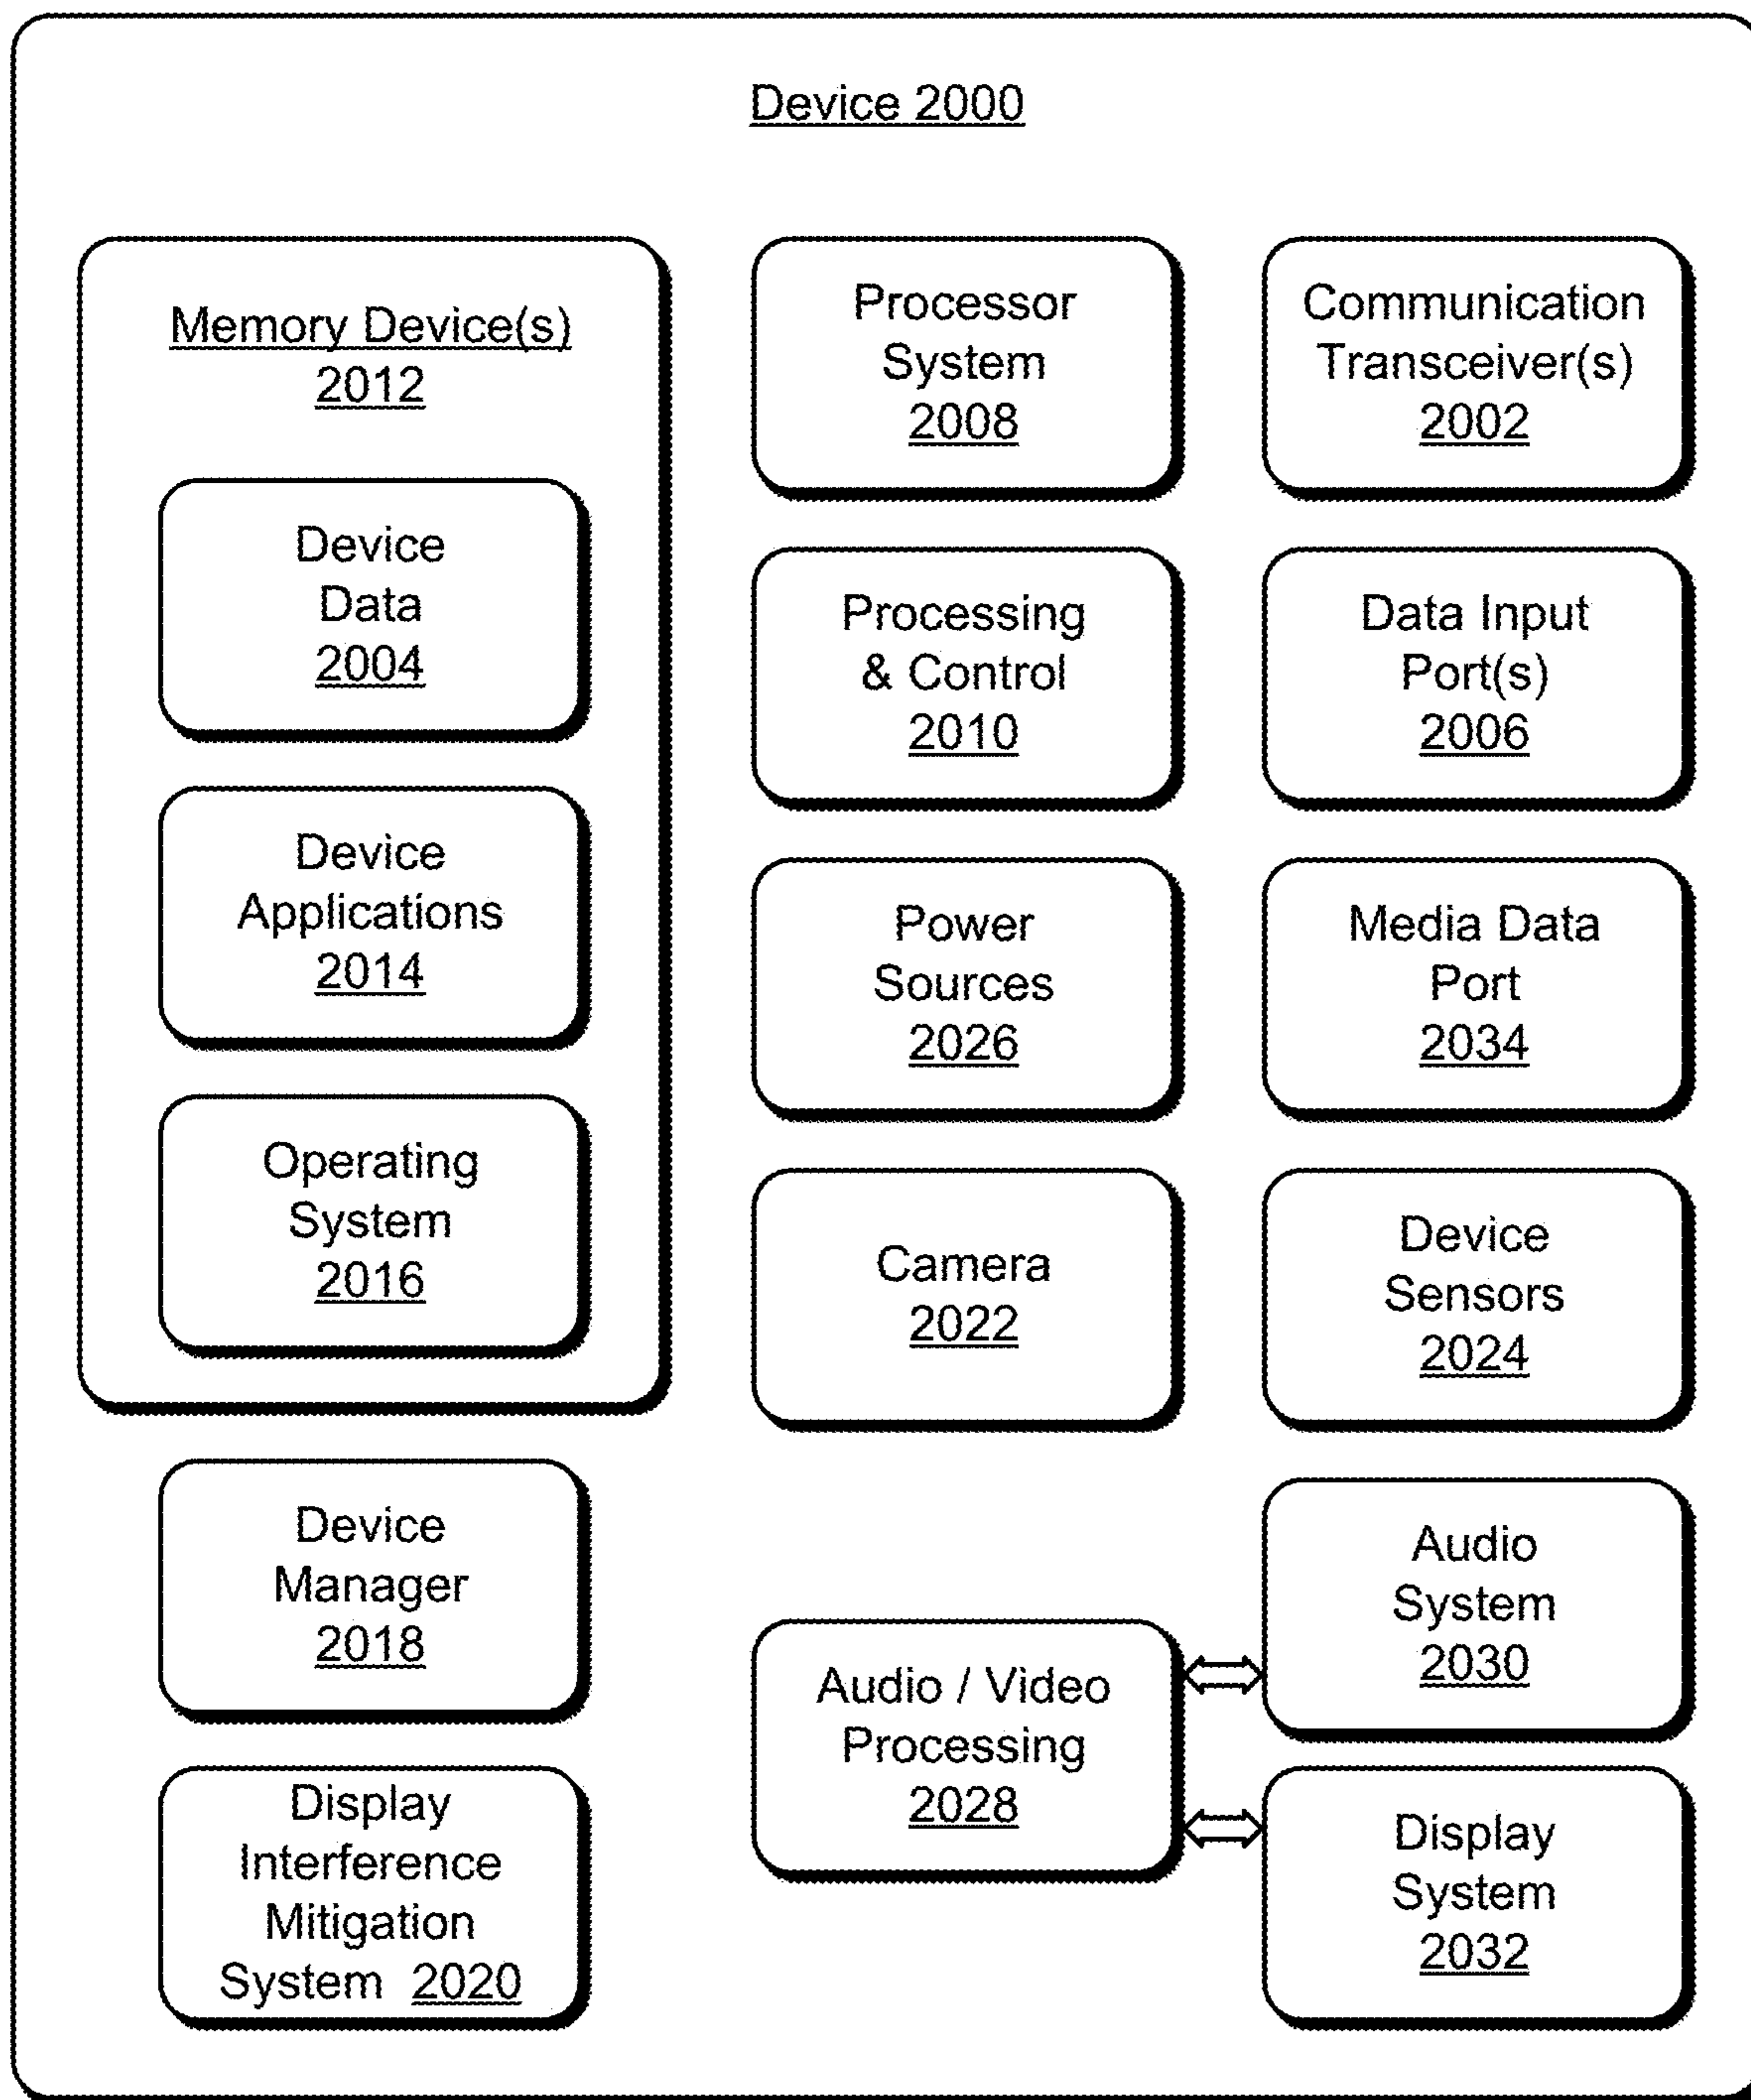 Device 2000
Memory Device(s)
2012
Device
Data
2004
Device
Applications
2014
Operating
System
2016
Device
Manager
2018
Display
Interference
Mitigation
System 2020
Processor
System
2008
Processing
& Control
2010
Power
Sources
2026
Camera
2022
Audio / Video
Processing
2028
Communication
Transceiver(s)
2002
Data Input
Port(s)
2006
Media Data
Port
2034
Device
Sensors
2024
Audio
System
2030
Display
System
2032